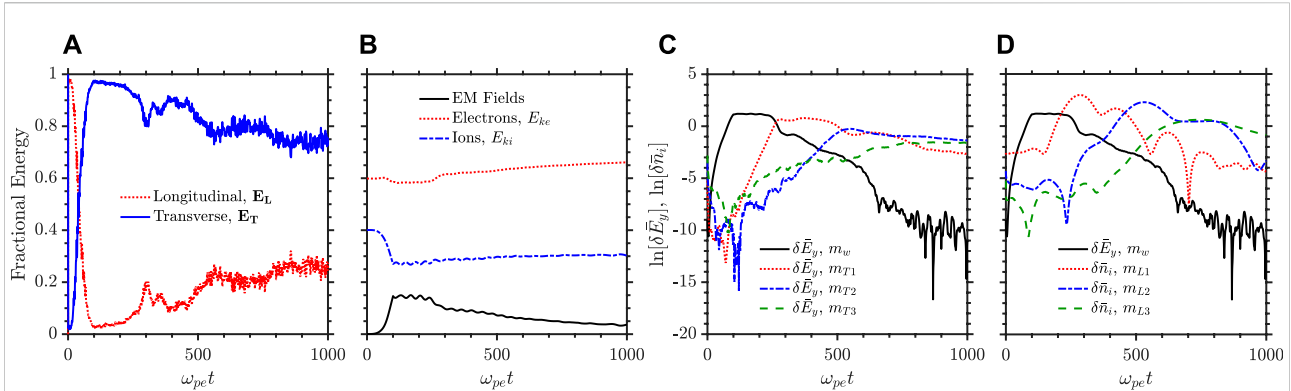 A
B
C
D
Fractional Energy
1
0.8
0.6
0.4
0.2
0
Longitudinal, E_L
Transverse, E_T
0
500
1000
ω_pe t
EM Fields
Electrons, E_ke
Ions, E_ki
0
500
1000
ω_pe t
ln[δĒ_y], ln[δn̄_i]
5
0
-5
-10
-15
-20
δĒ_y, m_w
δĒ_y, m_T1
δĒ_y, m_T2
δĒ_y, m_T3
0
500
1000
ω_pe t
δĒ_y, m_w
δn̄_i, m_L1
δn̄_i, m_L2
δn̄_i, m_L3
0
500
1000
ω_pe t